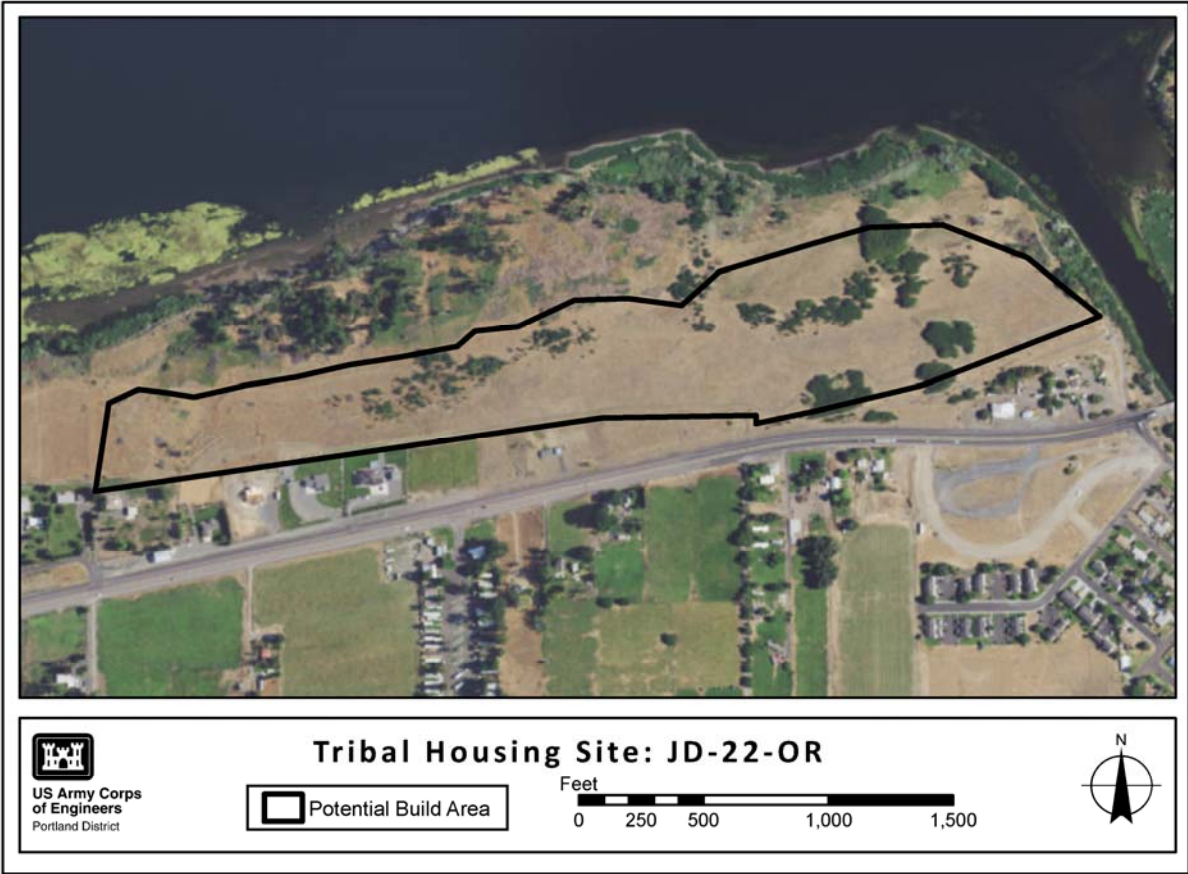 Tribal Housing Site: JD-22-OR
US Army Corps
of Engineers
Portland District
Potential Build Area
Feet
0 250 500 1,000 1,500
N